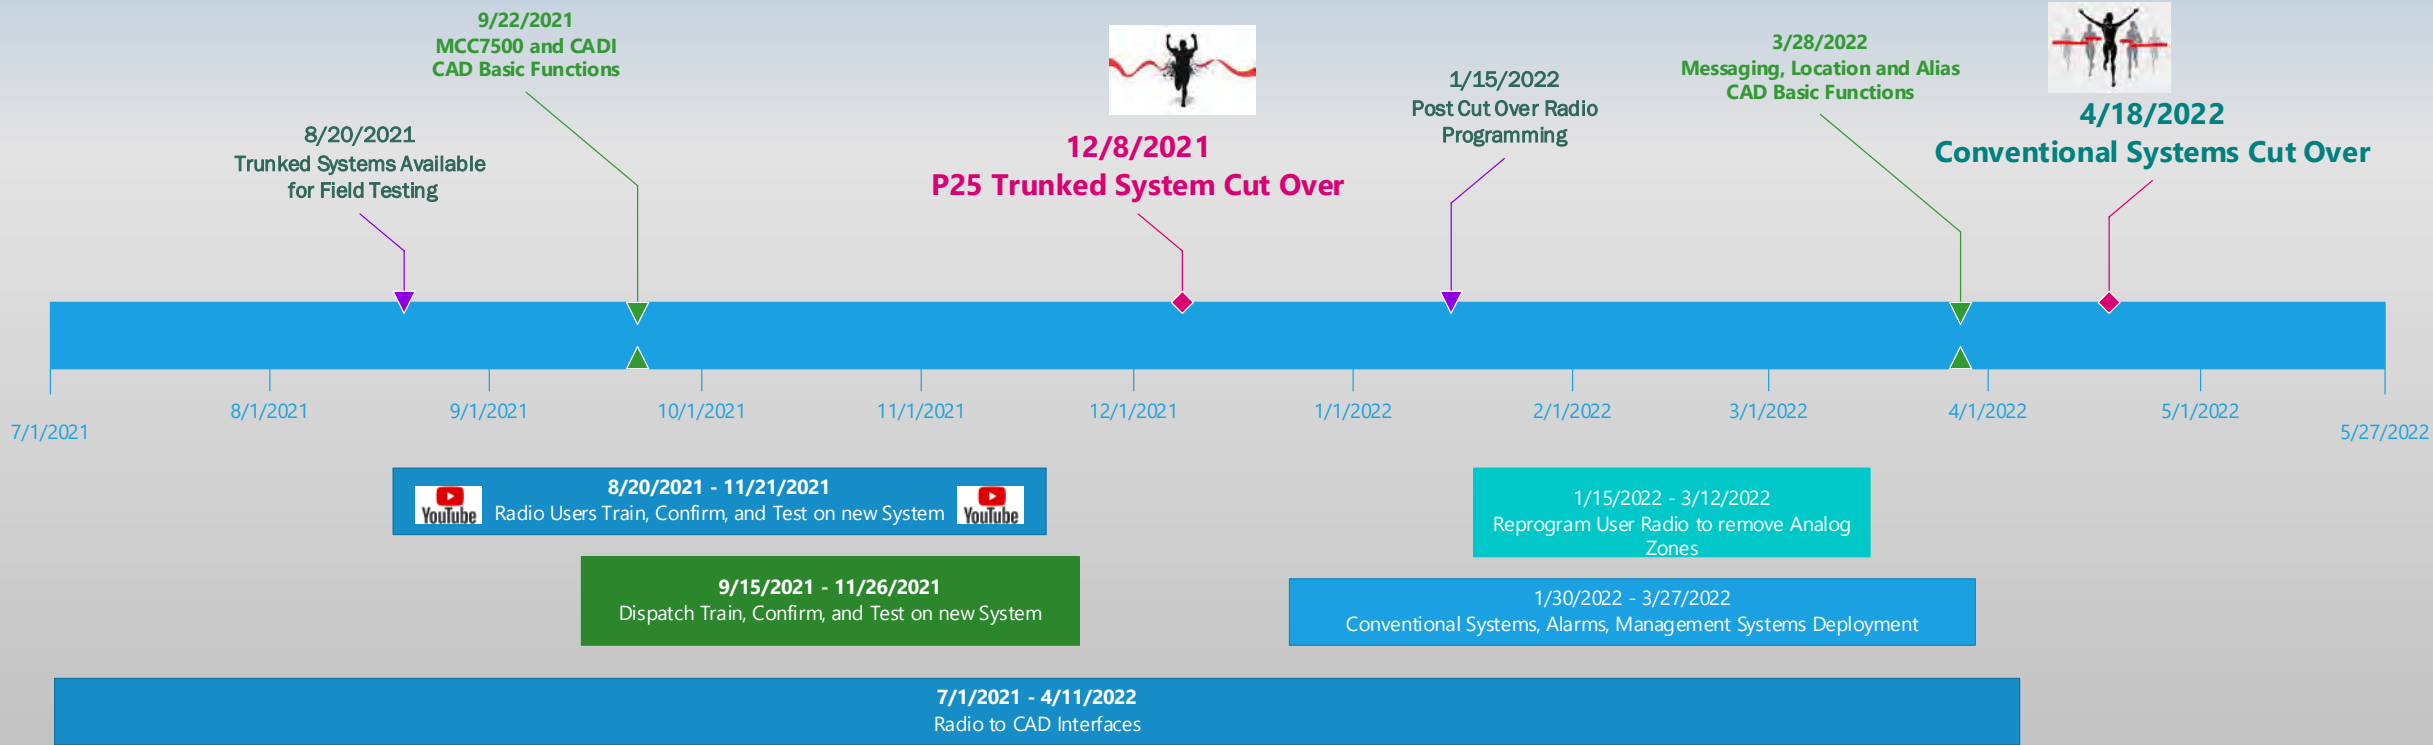 9/22/2021
MCC7500 and CADI
CAD Basic Functions
8/20/2021
Trunked Systems Available
for Field Testing
12/8/2021
P25 Trunked System Cut Over
1/15/2022
Post Cut Over Radio
Programming
3/28/2022
Messaging, Location and Alias
CAD Basic Functions
4/18/2022
Conventional Systems Cut Over
7/1/2021
8/1/2021
9/1/2021
10/1/2021
11/1/2021
12/1/2021
1/1/2022
2/1/2022
3/1/2022
4/1/2022
5/1/2022
5/27/2022
YouTube
8/20/2021 - 11/21/2021
Radio Users Train, Confirm, and Test on new System
YouTube
1/15/2022 - 3/12/2022
Reprogram User Radio to remove Analog
Zones
9/15/2021 - 11/26/2021
Dispatch Train, Confirm, and Test on new System
1/30/2022 - 3/27/2022
Conventional Systems, Alarms, Management Systems Deployment
7/1/2021 - 4/11/2022
Radio to CAD Interfaces